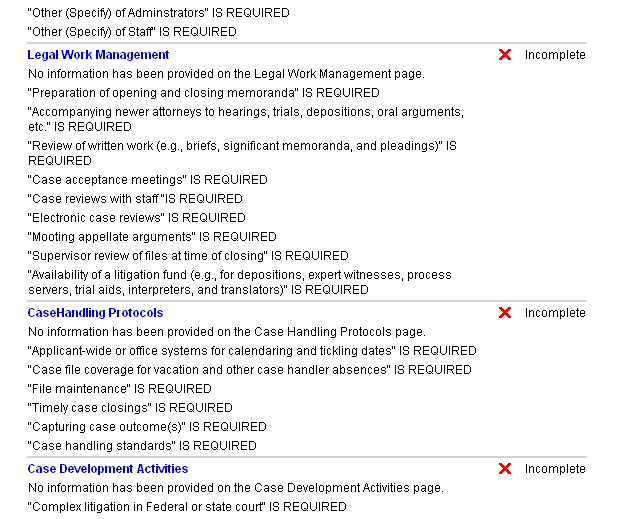 "Other (Specify) of Adminstrators" IS REQUIRED
"Other (Specify) of Staff" IS REQUIRED
Legal Work Management Incomplete
No information has been provided on the Legal Work Management page.
"Preparation of opening and closing memoranda" IS REQUIRED
"Accompanying newer attorneys to hearings, trials, depositions, oral arguments,
etc." IS REQUIRED
"Review of written work (e.g., briefs, significant memoranda, and pleadings)" IS
REQUIRED
"Case acceptance meetings" IS REQUIRED
"Case reviews with staff"IS REQUIRED
"Electronic case reviews" IS REQUIRED
"Mooting appellate arguments" IS REQUIRED
"Supervisor review of files at time of closing" IS REQUIRED
"Availability of a litigation fund (e.g., for depositions, expert witnesses, process
servers, trial aids, interpreters, and translators)" IS REQUIRED
CaseHandling Protocols Incomplete
No information has been provided on the Case Handling Protocols page.
"Applicant-wide or office systems for calendaring and tickling dates" IS REQUIRED
"Case file coverage for vacation and other case handler absences" IS REQUIRED
"File maintenance" IS REQUIRED
"Timely case closings" IS REQUIRED
"Capturing case outcome(s)" IS REQUIRED
"Case handling standards" IS REQUIRED
Case Development Activities Incomplete
No information has been provided on the Case Development Activities page.
"Complex litigation in Federal or state court" IS REQUIRED